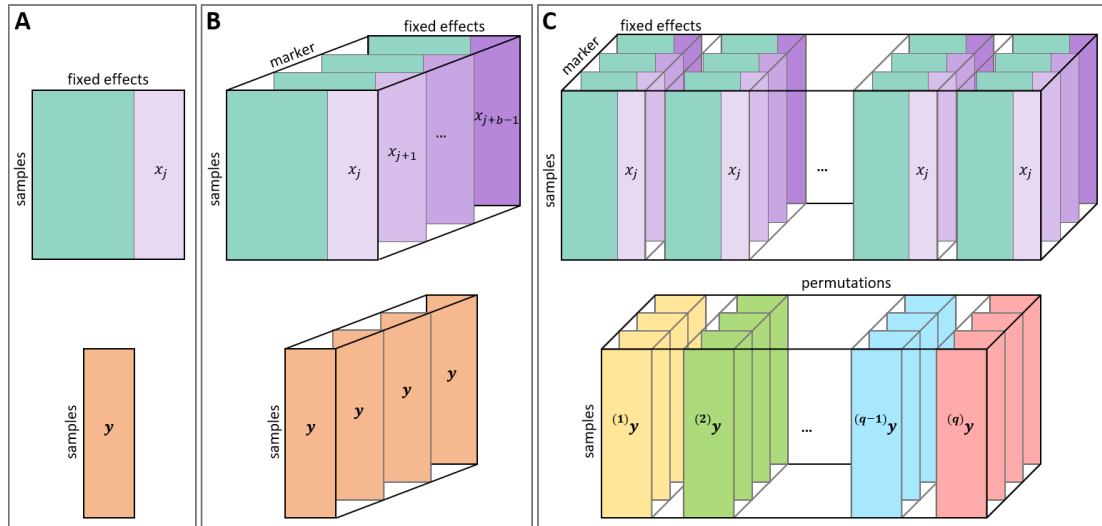 A
fixed effects
samples
x_j
samples
y
B
fixed effects
marker
samples
x_j
x_{j+1}
...
x_{j+b−1}
samples
y
y
y
y
C
fixed effects
marker
samples
x_j
x_j
...
x_j
x_j
permutations
samples
^{(1)}y
^{(2)}y
...
^{(q−1)}y
^{(q)}y